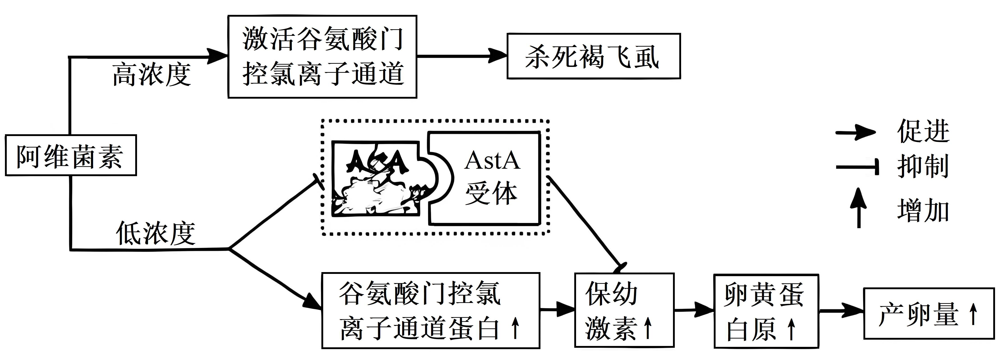 激活谷氨酸门
控氯离子通道
杀死褐飞虱
高浓度
阿维菌素
AstA
受体
促进
抑制
增加
低浓度
谷氨酸门控氯
离子通道蛋白↑
保幼
激素↑
卵黄蛋
白原↑
产卵量↑